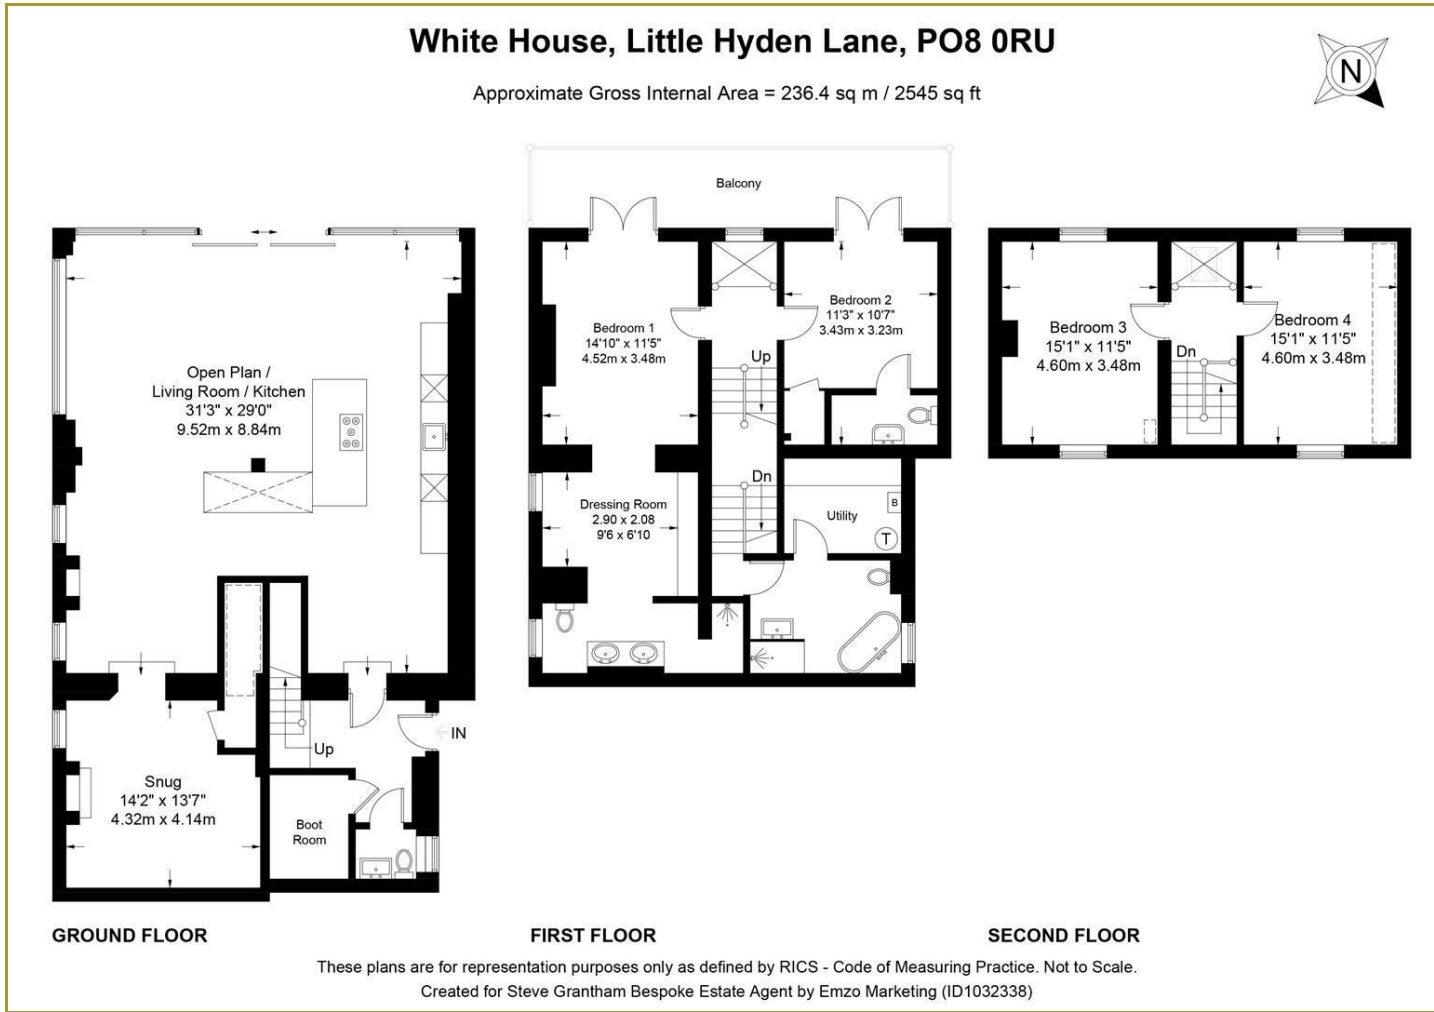 White House, Little Hyden Lane, PO8 0RU
Approximate Gross Internal Area = 236.4 sq m / 2545 sq ft
N
Open Plan /
Living Room / Kitchen
31'3" x 29'0"
9.52m x 8.84m
Up
IN
Snug
14'2" x 13'7"
4.32m x 4.14m
Boot
Room
GROUND FLOOR
Balcony
Bedroom 1
14'10" x 11'5"
4.52m x 3.48m
Bedroom 2
11'3" x 10'7"
3.43m x 3.23m
Up
Dn
Dressing Room
2.90 x 2.08
9'6 x 6'10
Utility
B
T
FIRST FLOOR
Bedroom 3
15'1" x 11'5"
4.60m x 3.48m
Dn
Bedroom 4
15'1" x 11'5"
4.60m x 3.48m
SECOND FLOOR
These plans are for representation purposes only as defined by RICS - Code of Measuring Practice. Not to Scale.
Created for Steve Grantham Bespoke Estate Agent by Emzo Marketing (ID1032338)